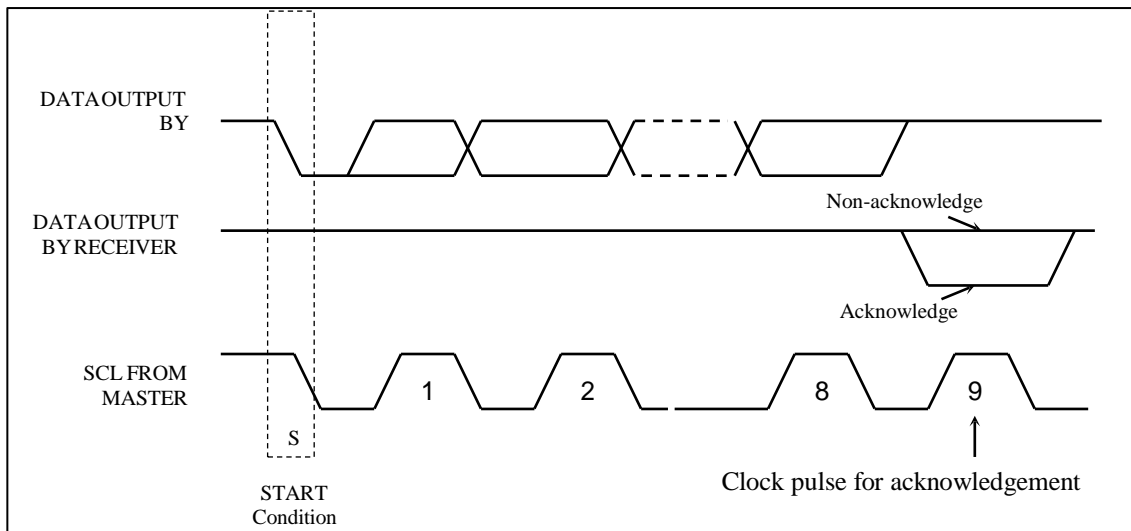 DATA OUTPUT
BY
Non-acknowledge
DATA OUTPUT
BY RECEIVER
Acknowledge
SCL FROM
MASTER
1
2
8
9
S
Clock pulse for acknowledgement
START
Condition